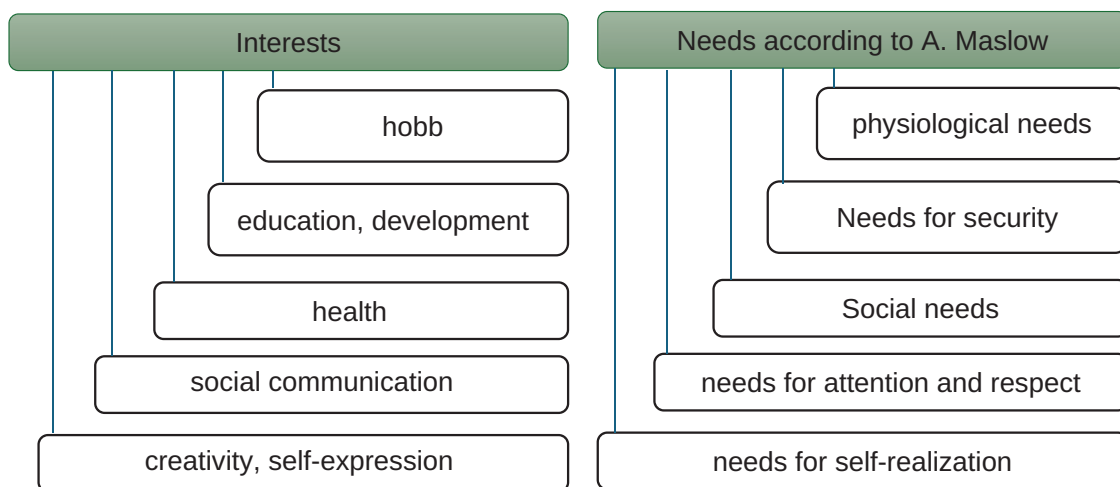 Interests
hobb
education, development
health
social communication
creativity, self-expression
Needs according to A. Maslow
physiological needs
Needs for security
Social needs
needs for attention and respect
needs for self-realization